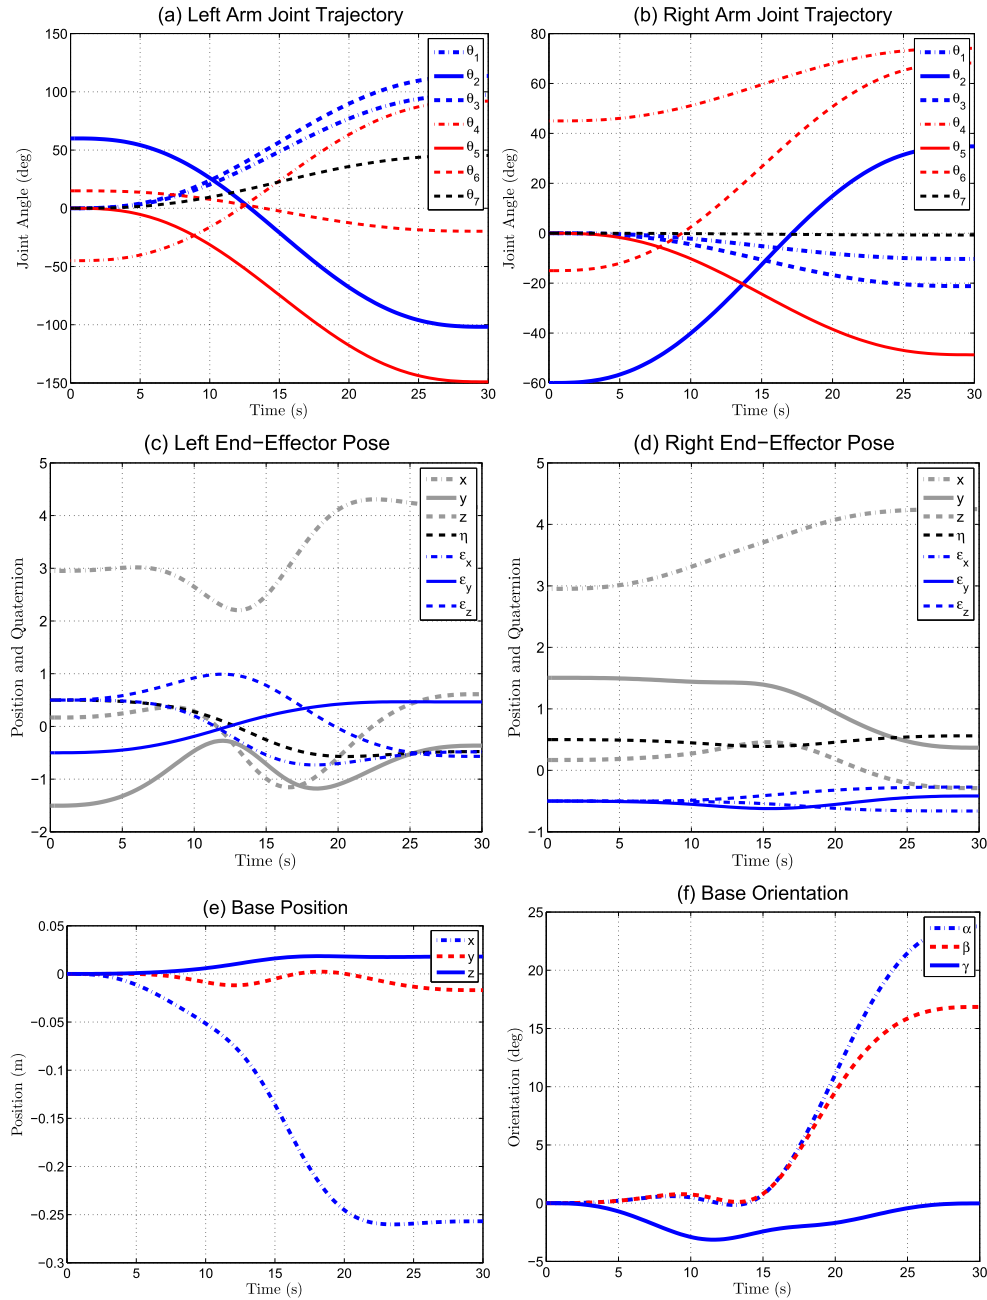 (a) Left Arm Joint Trajectory
150
100
50
0
−50
−100
−150
0 5 10 15 20 25 30
Joint Angle (deg)
Time (s)
θ1
θ2
θ3
θ4
θ5
θ6
θ7
(b) Right Arm Joint Trajectory
80
60
40
20
0
−20
−40
−60
0 5 10 15 20 25 30
Joint Angle (deg)
Time (s)
θ1
θ2
θ3
θ4
θ5
θ6
θ7
(c) Left End−Effector Pose
5
4
3
2
1
0
−1
−2
0 5 10 15 20 25 30
Position and Quaternion
Time (s)
x
y
z
η
εx
εy
εz
(d) Right End−Effector Pose
5
4
3
2
1
0
−1
0 5 10 15 20 25 30
Position and Quaternion
Time (s)
x
y
z
η
εx
εy
εz
(e) Base Position
0.05
0
−0.05
−0.1
−0.15
−0.2
−0.25
−0.3
0 5 10 15 20 25 30
Position (m)
Time (s)
x
y
z
(f) Base Orientation
25
20
15
10
5
0
−5
0 5 10 15 20 25 30
Orientation (deg)
Time (s)
α
β
γ